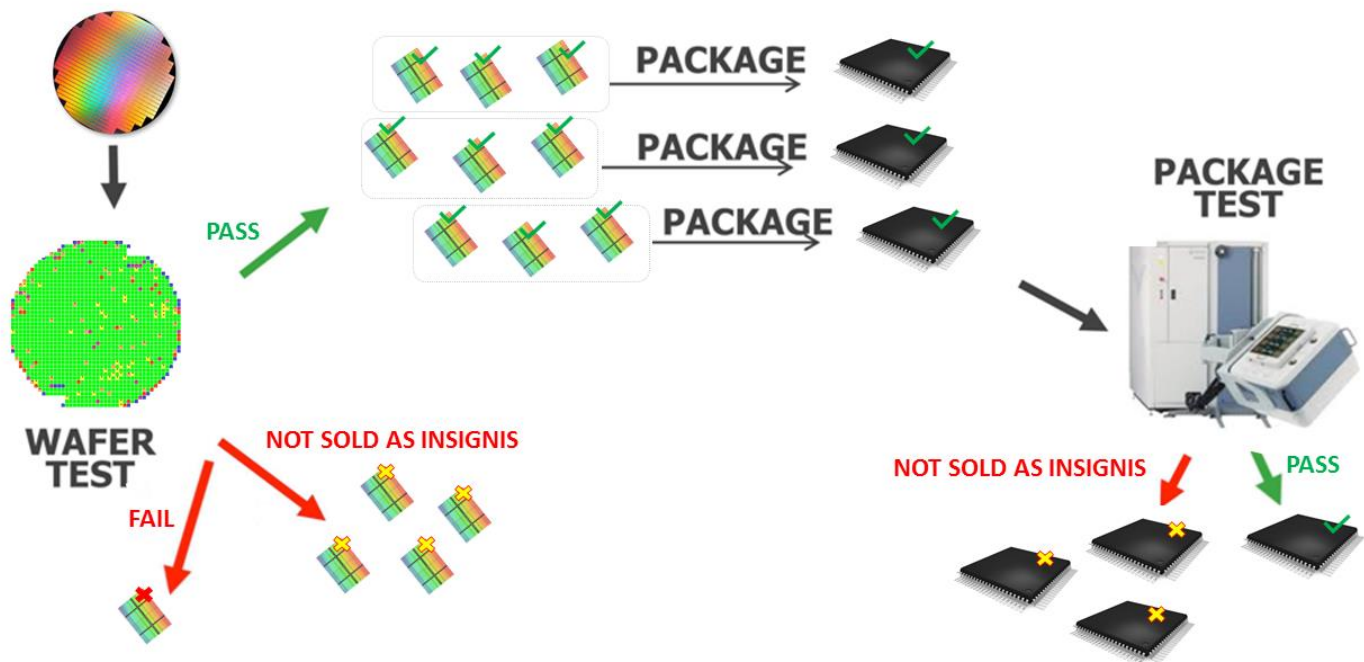 PACKAGE
PACKAGE
PACKAGE
PASS
PACKAGE
TEST
WAFER
TEST
NOT SOLD AS INSIGNIS
FAIL
NOT SOLD AS INSIGNIS
PASS